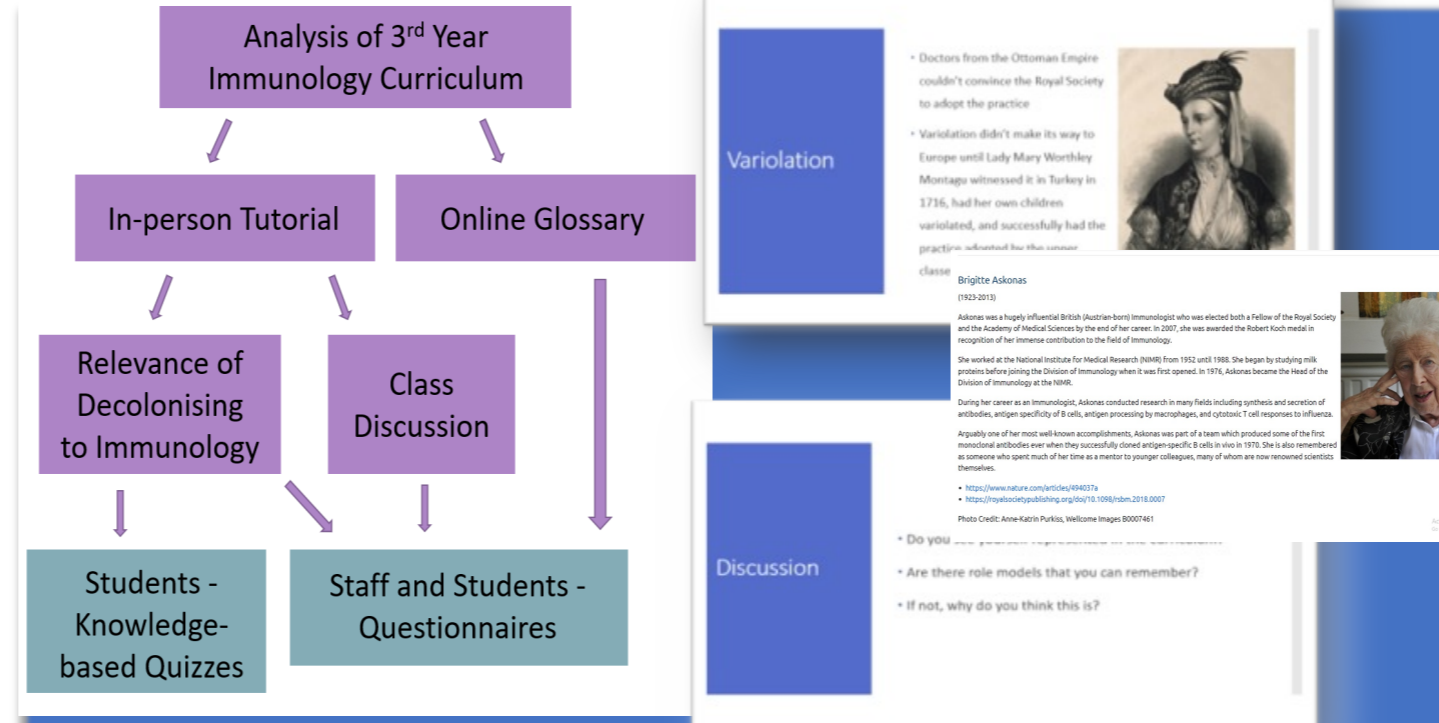 Analysis of 3rd Year
Immunology Curriculum
In-person Tutorial
Online Glossary
Relevance of
Decolonising
to Immunology
Class
Discussion
Students -
Knowledge-
based Quizzes
Staff and Students -
Questionnaires
Variolation
• Doctors from the Ottoman Empire
couldn't convince the Royal Society
to adopt the practice
• Variolation didn't make its way to
Europe until Lady Mary Worthley
Montagu witnessed it in Turkey in
1716, had her own children
variolated, and successfully had the
practice adopted by the upper
classe
Brigitte Askonas
(1923-2013)
Askonas was a hugely influential British (Austrian-born) Immunologist who was elected both a Fellow of the Royal Society
and the Academy of Medical Sciences by the end of her career. In 2007, she was awarded the Robert Koch medal in
recognition of her immense contribution to the field of Immunology.
She worked at the National Institute for Medical Research (NIMR) from 1952 until 1988. She began by studying milk
proteins before joining the Division of Immunology when it was first opened. In 1976, Askonas became the Head of the
Division of Immunology at the NIMR.
During her career as an Immunologist, Askonas conducted research in many fields including synthesis and secretion of
antibodies, antigen specificity of B cells, antigen processing by macrophages, and cytotoxic T cell responses to influenza.
Arguably one of her most well-known accomplishments, Askonas was part of a team which produced some of the first
monoclonal antibodies ever when they successfully cloned antigen-specific B cells in vivo in 1970. She is also remembered
as someone who spent much of her time as a mentor to younger colleagues, many of whom are now renowned scientists
themselves.
• https://www.nature.com/articles/494037a
• https://royalsocietypublishing.org/doi/10.1098/rsbm.2018.0007
Photo Credit: Anne-Katrin Purkiss, Wellcome Images B0007461
Discussion
• Do you
• Are there role models that you can remember?
• If not, why do you think this is?